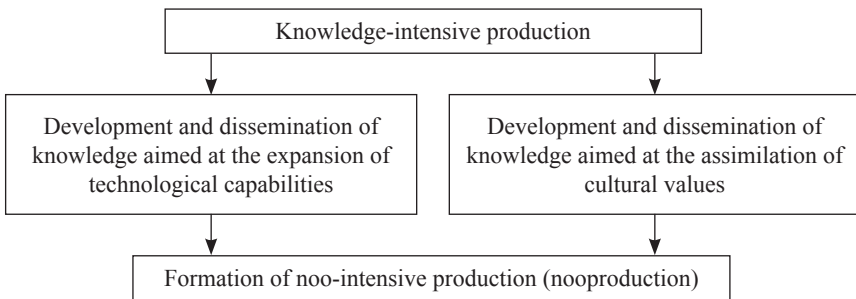 Knowledge-intensive production
Development and dissemination of
knowledge aimed at the expansion of
technological capabilities
Development and dissemination of
knowledge aimed at the assimilation of
cultural values
Formation of noo-intensive production (nooproduction)